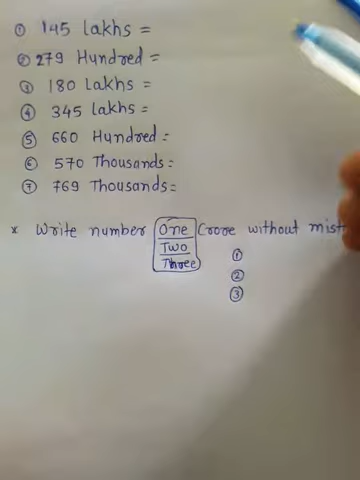 ① 145 Lakhs =
② 279 Hundred =
③ 180 Lakhs =
④ 345 Lakhs =
⑤ 660 Hundred =
⑥ 570 Thousands =
⑦ 769 Thousands =
* Write number One Crore without mist
Two
Three
①
②
③